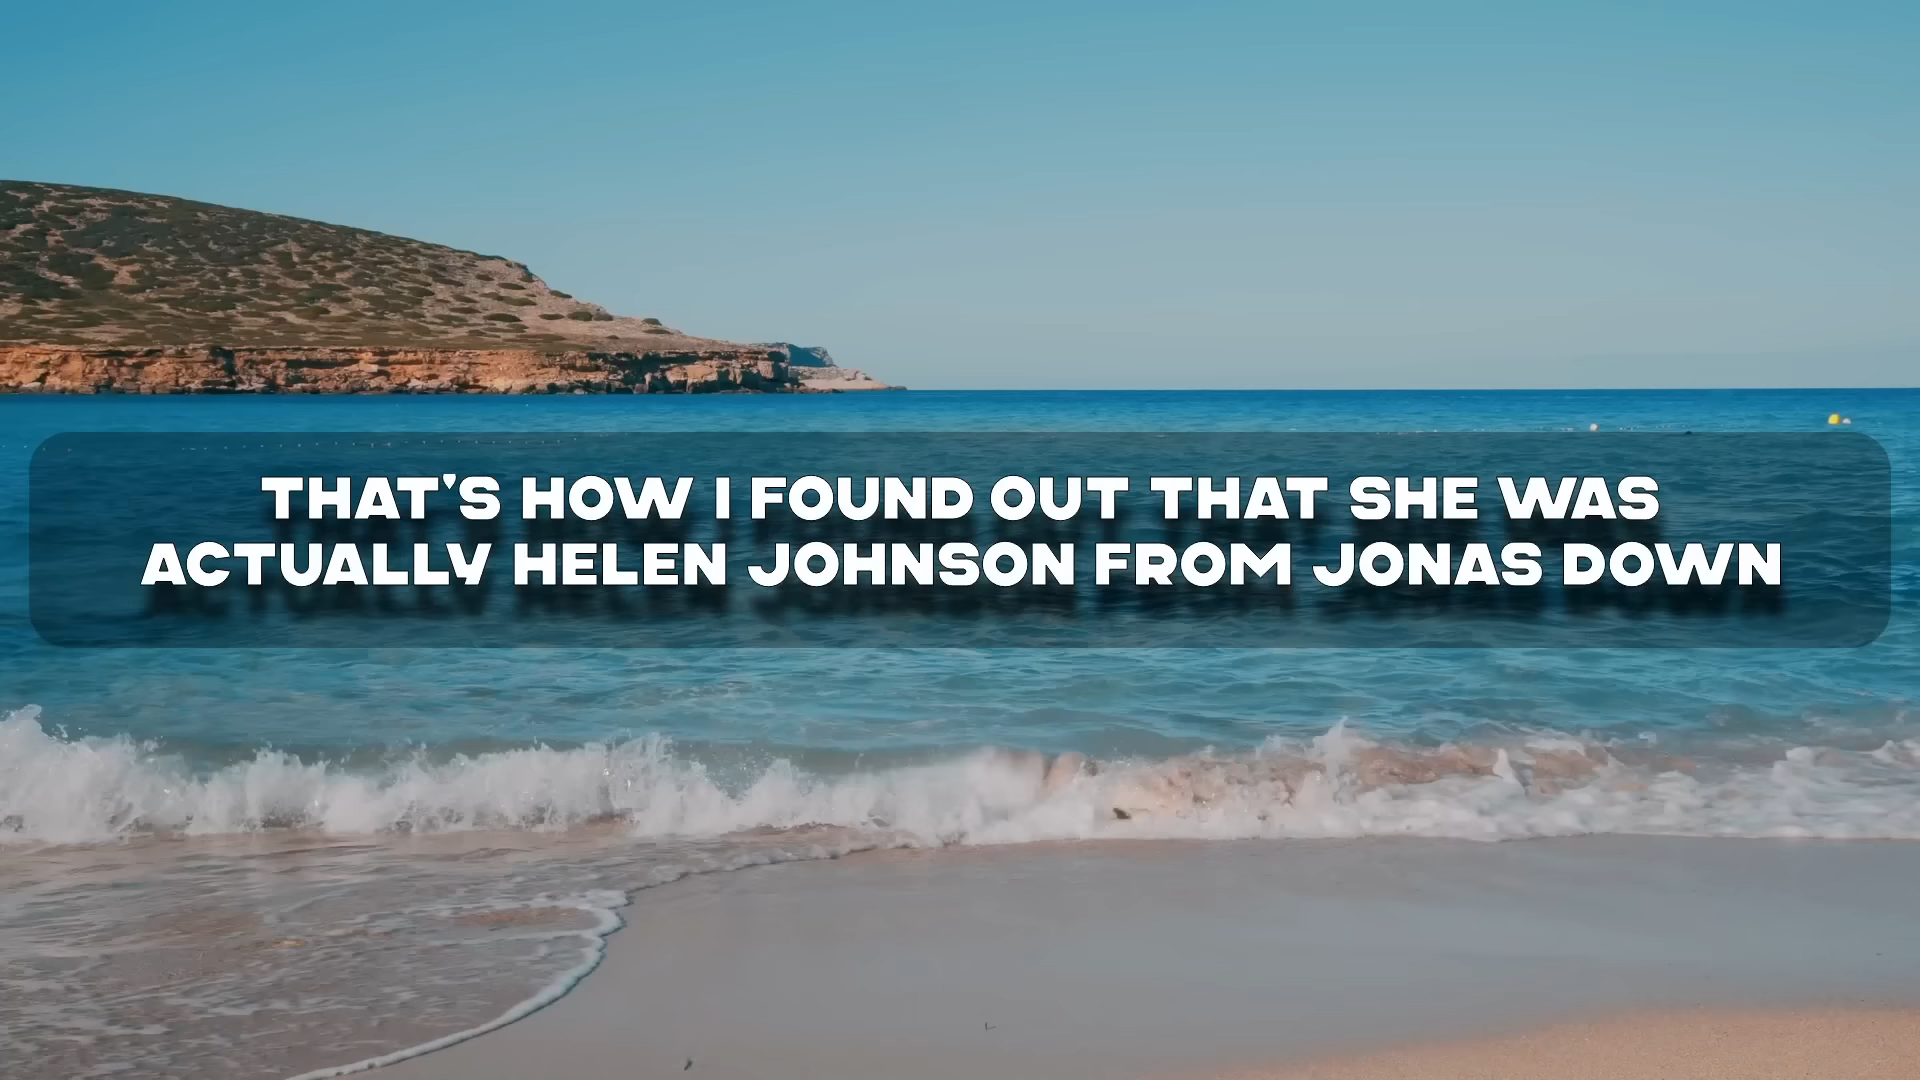 THAT'S HOW I FOUND OUT THAT SHE WAS
ACTUALLY HELEN JOHNSON FROM JONAS DOWN